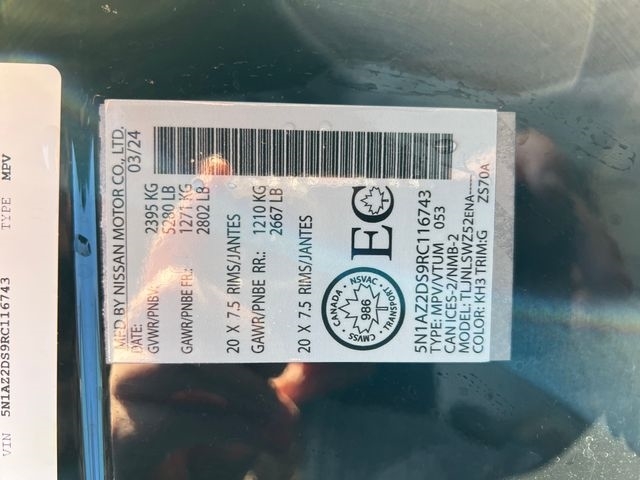 MFD BY NISSAN MOTOR CO., LTD.
DATE: 03/24
GVWR/PNBV: 2395 KG
5280 LB
GAWR/PNBE FR.: 1271 KG
2802 LB
20 X 7.5 RIMS/JANTES
GAWR/PNBE RR.: 1210 KG
2667 LB
20 X 7.5 RIMS/JANTES
CANADA · NSVAC · TRANSPORT · CMVSS
986
EC
5N1AZ2DS9RC116743
TYPE: MPV/VTUM 053
CAN ICES-2/NMB-2
MODEL: TLJNLSWZ52ENA-----
COLOR: KH3 TRIM:G ZS70A
VIN 5N1AZ2DS9RC116743 TYPE MPV